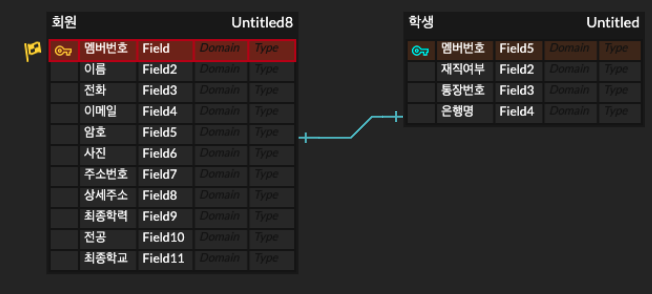 회원 Untitled8
멤버번호 Field Domain Type
이름 Field2 Domain Type
전화 Field3 Domain Type
이메일 Field4 Domain Type
암호 Field5 Domain Type
사진 Field6 Domain Type
주소번호 Field7 Domain Type
상세주소 Field8 Domain Type
최종학력 Field9 Domain Type
전공 Field10 Domain Type
최종학교 Field11 Domain Type
학생 Untitled
멤버번호 Field5 Domain Type
재직여부 Field2 Domain Type
통장번호 Field3 Domain Type
은행명 Field4 Domain Type